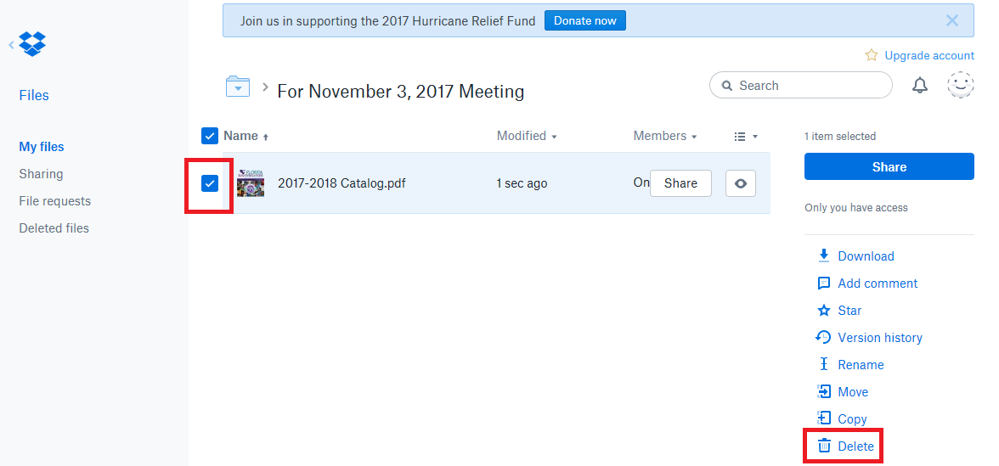 Join us in supporting the 2017 Hurricane Relief Fund Donate now
Upgrade account
Files
For November 3, 2017 Meeting
Search
My files
Sharing
File requests
Deleted files
Name Modified Members
2017-2018 Catalog.pdf 1 sec ago On Share
1 item selected
Share
Only you have access
Download
Add comment
Star
Version history
Rename
Move
Copy
Delete